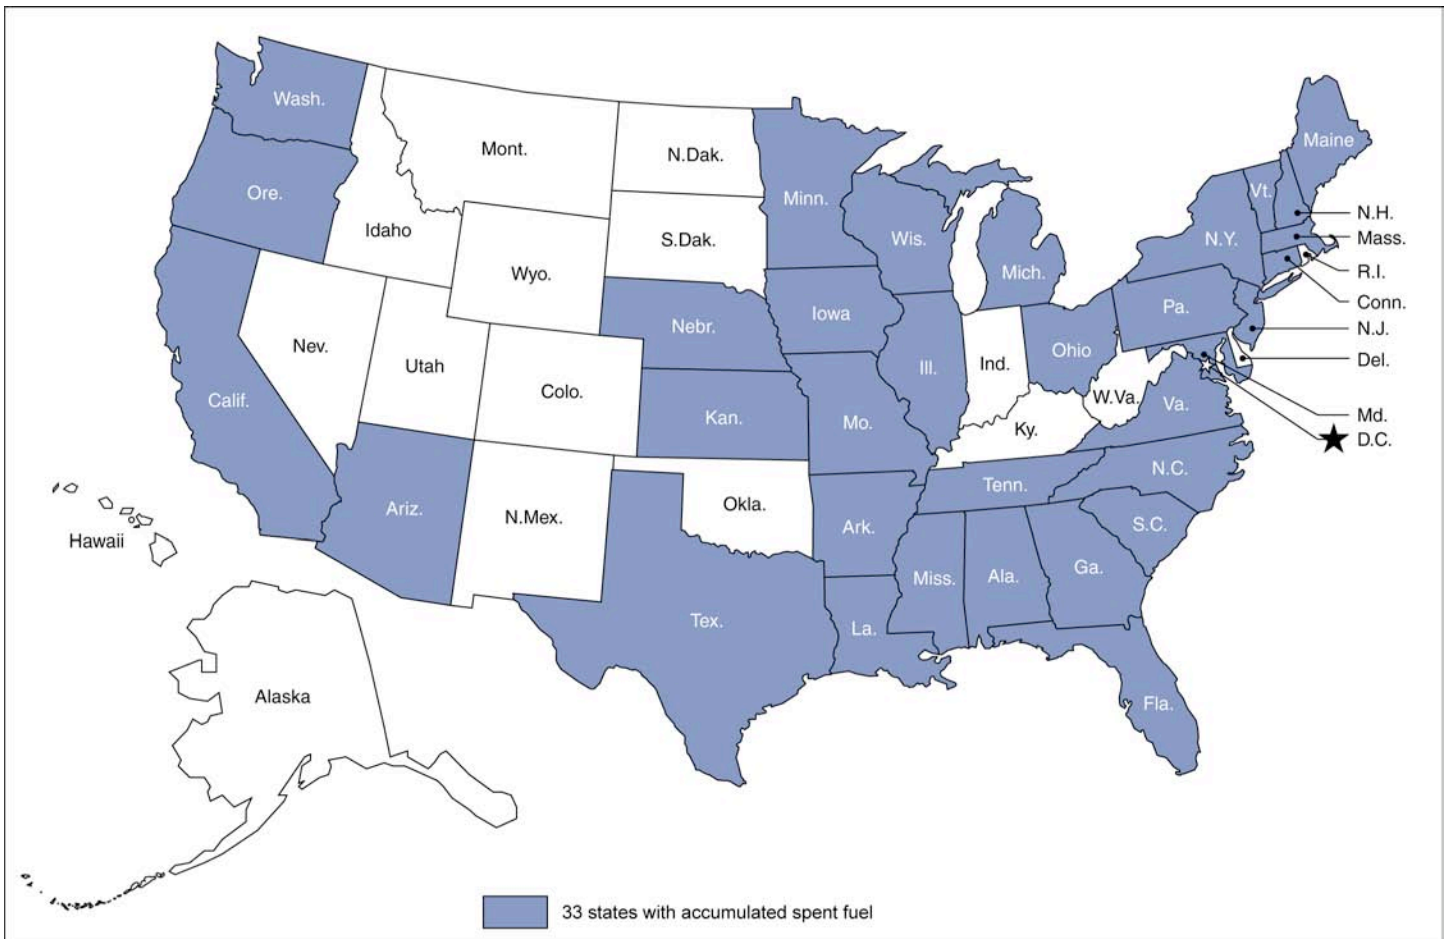 Wash.
Ore.
Calif.
Idaho
Nev.
Mont.
Wyo.
Utah
Ariz.
Colo.
N.Mex.
N.Dak.
S.Dak.
Nebr.
Kan.
Okla.
Tex.
Minn.
Iowa
Mo.
Ark.
La.
Wis.
Ill.
Mich.
Ind.
Ohio
Ky.
Tenn.
Miss.
Ala.
Ga.
Fla.
S.C.
N.C.
Va.
W.Va.
Pa.
N.Y.
Vt.
Maine
N.H.
Mass.
R.I.
Conn.
N.J.
Del.
Md.
D.C.
Hawaii
Alaska
33 states with accumulated spent fuel